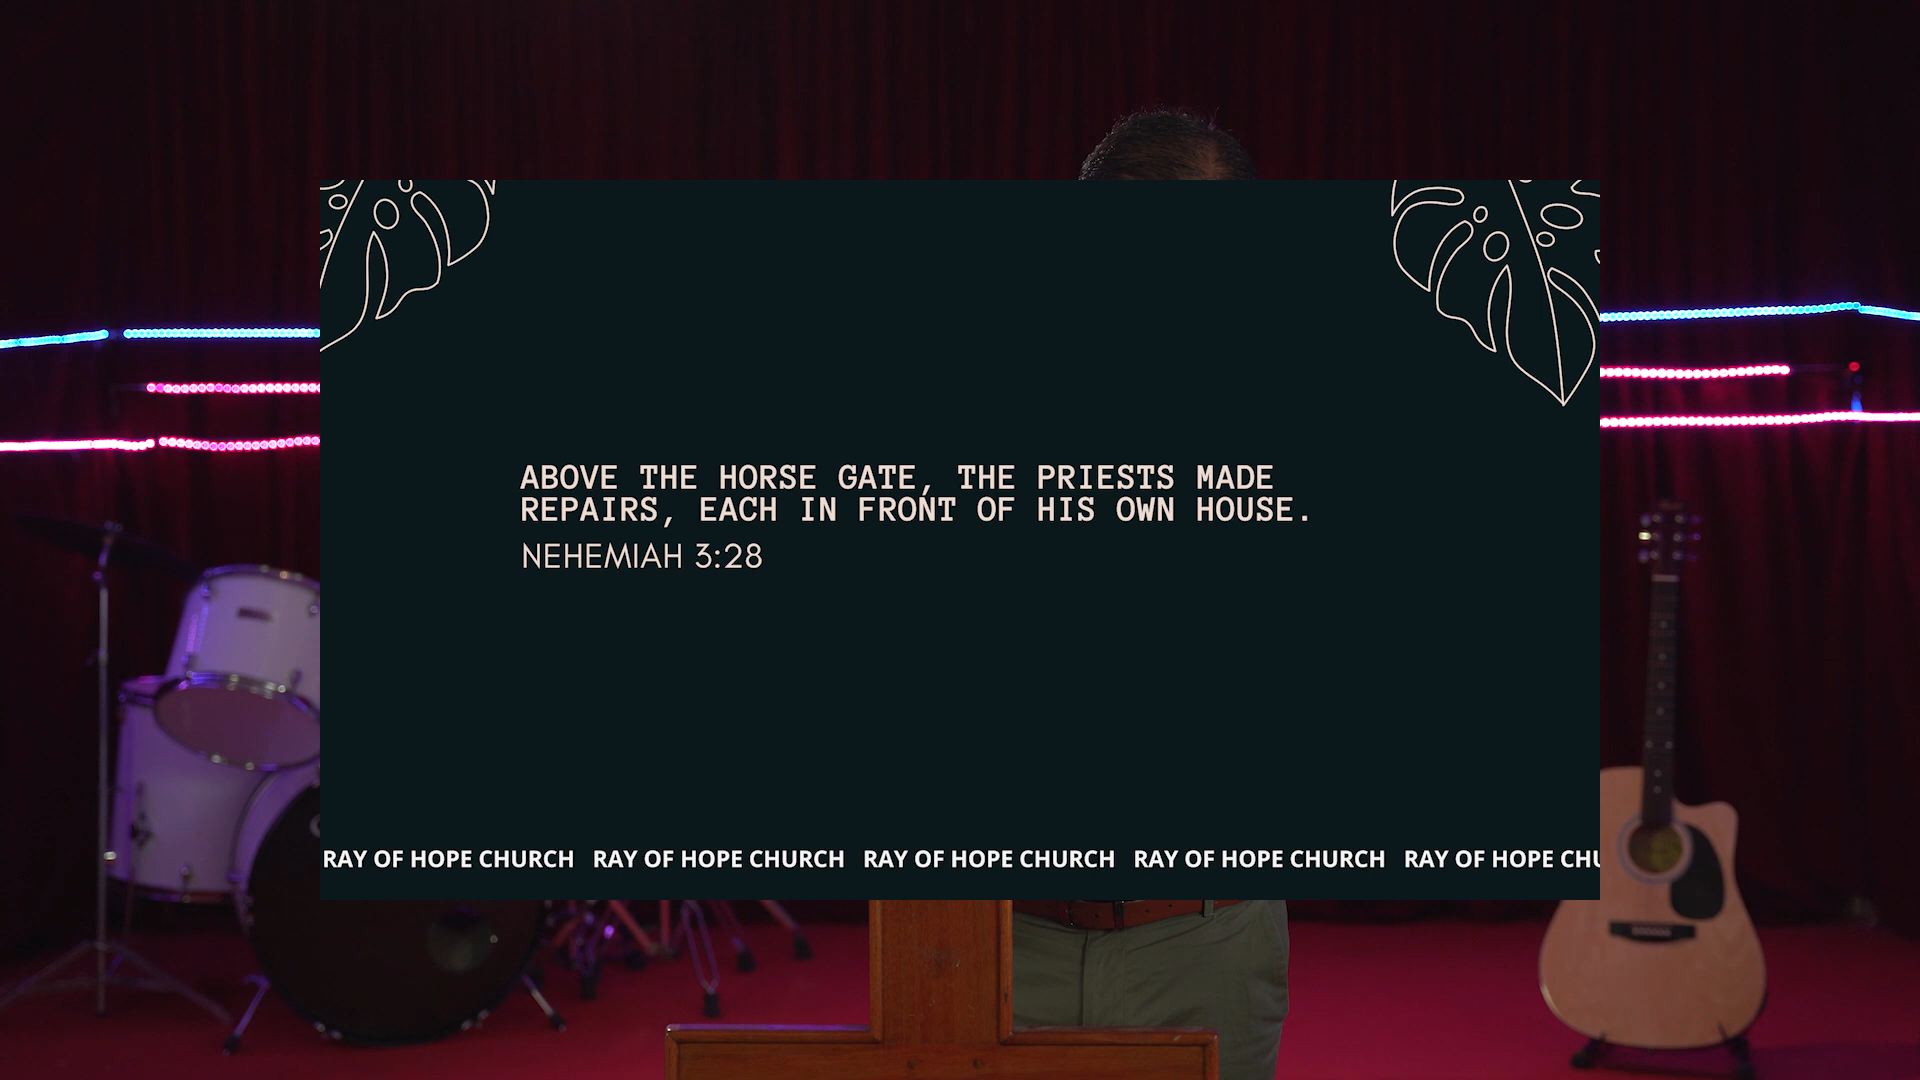 ABOVE THE HORSE GATE, THE PRIESTS MADE
REPAIRS, EACH IN FRONT OF HIS OWN HOUSE.
NEHEMIAH 3:28
RAY OF HOPE CHURCH RAY OF HOPE CHURCH RAY OF HOPE CHURCH RAY OF HOPE CHURCH RAY OF HOPE CHU